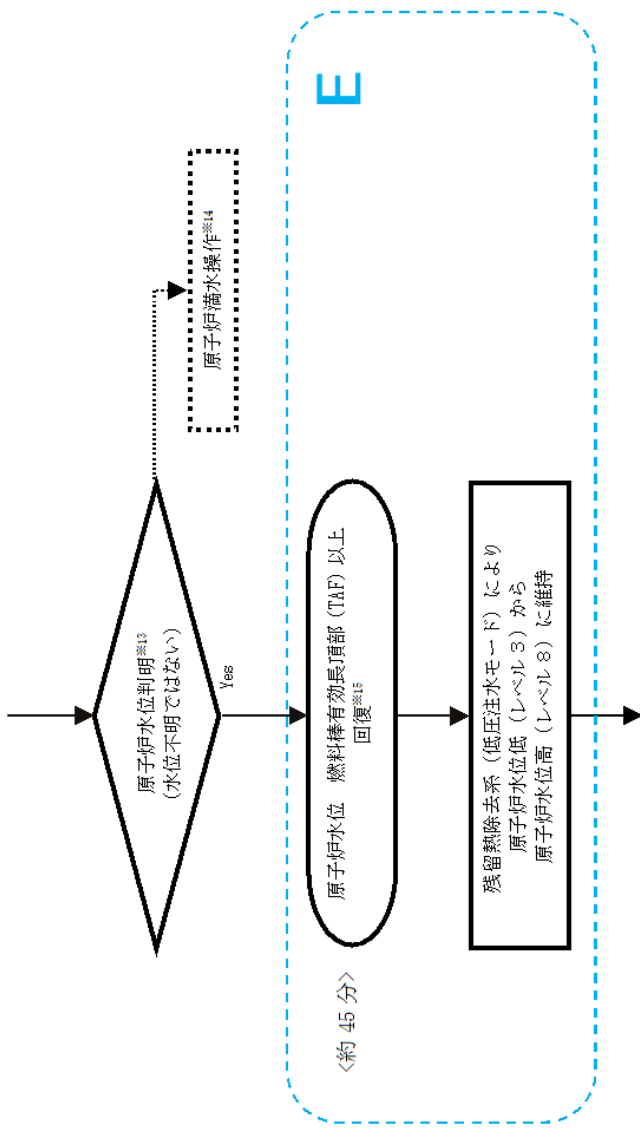 原子炉水位判明※13
(水位不明ではない)
Yes
原子炉満水操作※14
E
<約 45 分>
原子炉水位　燃料棒有効長頂部 (TAF) 以上
回復※15
残留熱除去系 (低圧注水モード) により
原子炉水位低 (レベル 3) から
原子炉水位高 (レベル 8) に維持